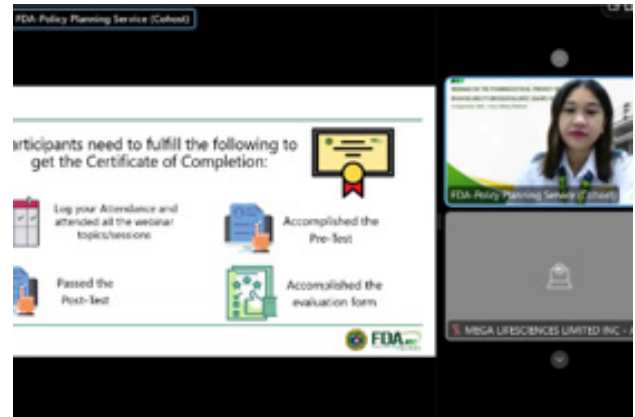 FDA-Policy Planning Service (Cohost)
articipants need to fulfill the following to
get the Certificate of Completion:
Log your Attendance and
attended all the webinar
topics/sessions
Accomplished the
Pre-Test
Passed the
Post-Test
Accomplished the
evaluation form
FDA
FDA-Policy Planning Service (Cohost)
MEGA LIFESCIENCES LIMITED INC - A